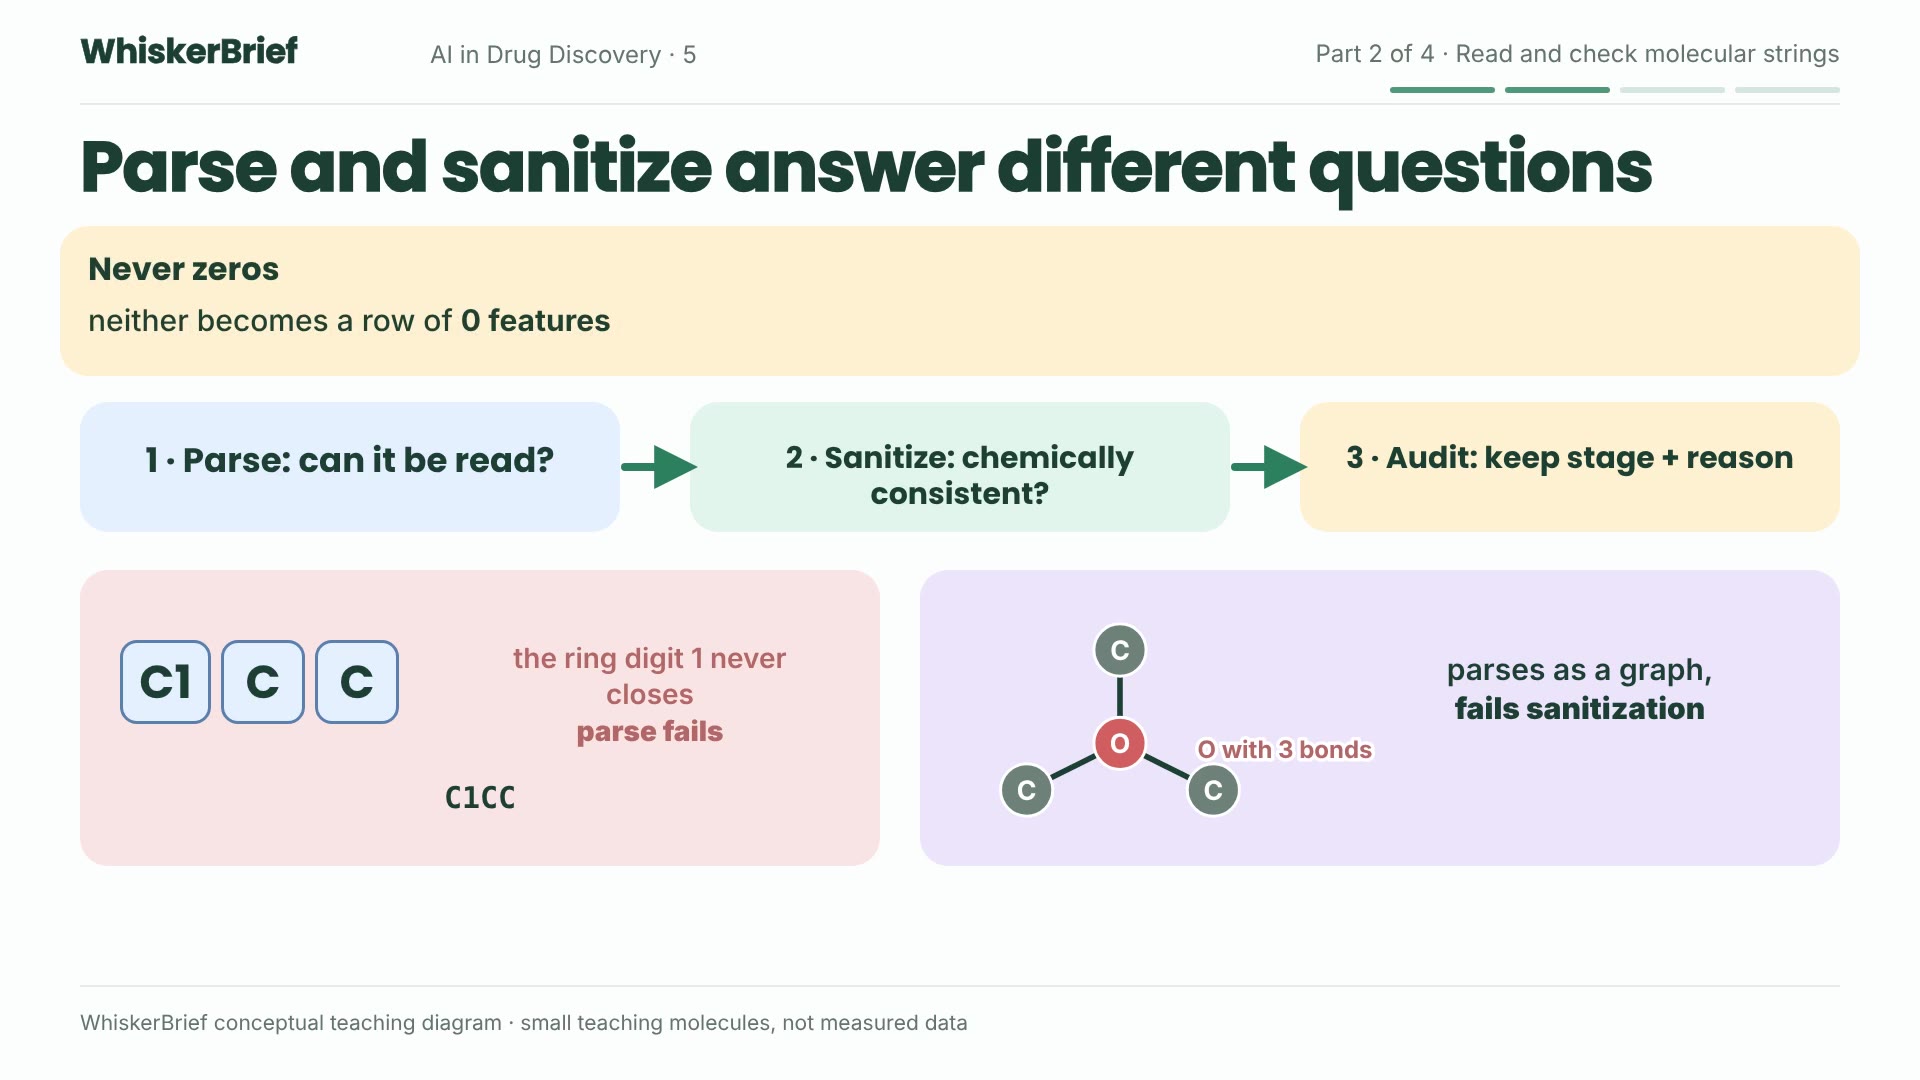 WhiskerBrief
AI in Drug Discovery · 5
Part 2 of 4 · Read and check molecular strings
Parse and sanitize answer different questions
Never zeros
neither becomes a row of 0 features
1 · Parse: can it be read?
2 · Sanitize: chemically
consistent?
3 · Audit: keep stage + reason
C1 C C
the ring digit 1 never
closes
parse fails
C1CC
C
O
C
C
O with 3 bonds
parses as a graph,
fails sanitization
WhiskerBrief conceptual teaching diagram · small teaching molecules, not measured data